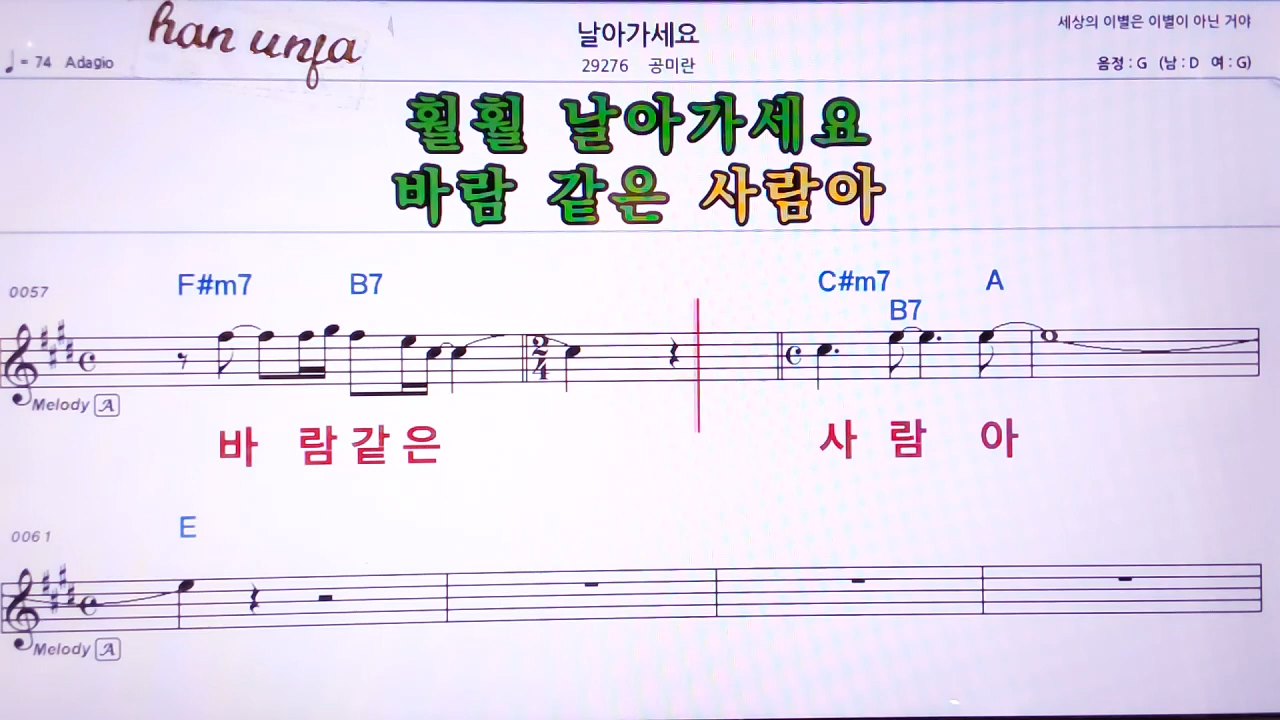 han unfa
날아가세요
세상의 이별은 이별이 아닌 거야
♩= 74 Adagio
29276 공미란
음정 : G (남 : D 여 : G)
훨훨 날아가세요
바람 같은 사람아
0057 F#m7 B7 C#m7 B7 A
2/4
Melody A
바 람 같 은 사 람 아
0061 E
Melody A